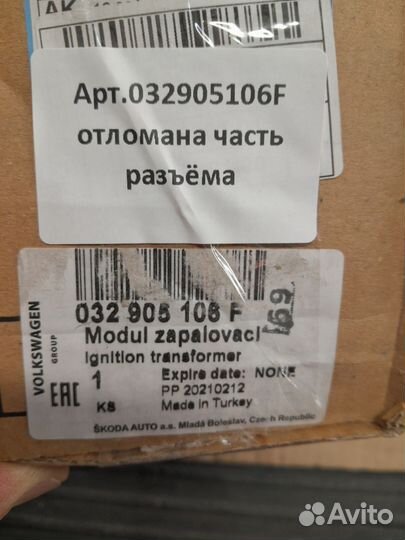 Арт.032905106F
отломана часть
разъёма
VOLKSWAGEN
GROUP
032 905 106 F
Modul zapalovací
169
Ignition transformer
1
Expire date: NONE
PP 20210212
KS
Made in Turkey
ŠKODA AUTO a.s. Mladá Boleslav, Czech Republic
EAC
Avito